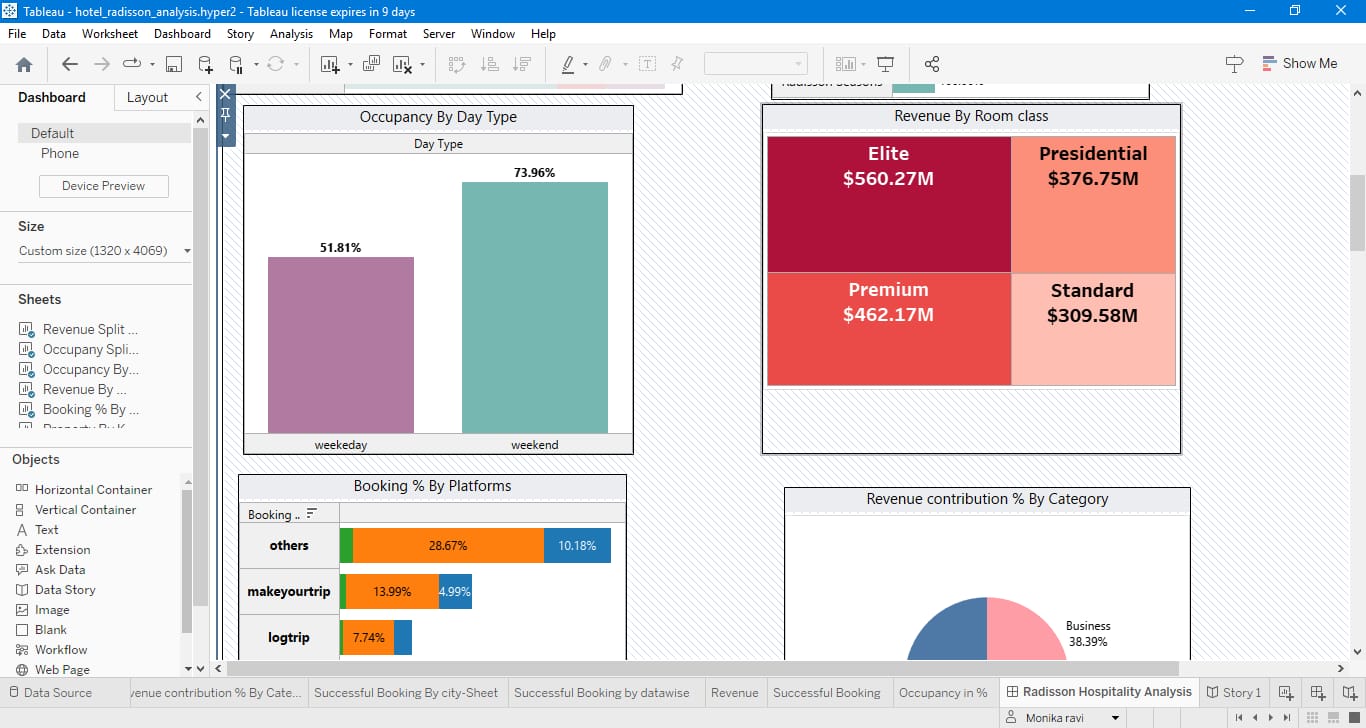 Tableau - hotel_radisson_analysis.hyper2 - Tableau license expires in 9 days
File Data Worksheet Dashboard Story Analysis Map Format Server Window Help
Show Me
Dashboard Layout
Default
Phone
Device Preview
Size
Custom size (1320 x 4069)
Sheets
Revenue Split ...
Occupany Spli...
Occupancy By...
Revenue By ...
Booking % By ...
Objects
Horizontal Container
Vertical Container
Text
Extension
Ask Data
Data Story
Image
Blank
Workflow
Web Page
Occupancy By Day Type
Day Type
73.96%
51.81%
weekeday weekend
Revenue By Room class
Elite
$560.27M
Presidential
$376.75M
Premium
$462.17M
Standard
$309.58M
Booking % By Platforms
Booking ..
others 28.67% 10.18%
makeyourtrip 13.99% 4.99%
logtrip 7.74%
Revenue contribution % By Category
Business
38.39%
Data Source venue contribution % By Cate... Successful Booking By city-Sheet Successful Booking by datawise Revenue Successful Booking Occupancy in % Radisson Hospitality Analysis Story 1
Monika ravi